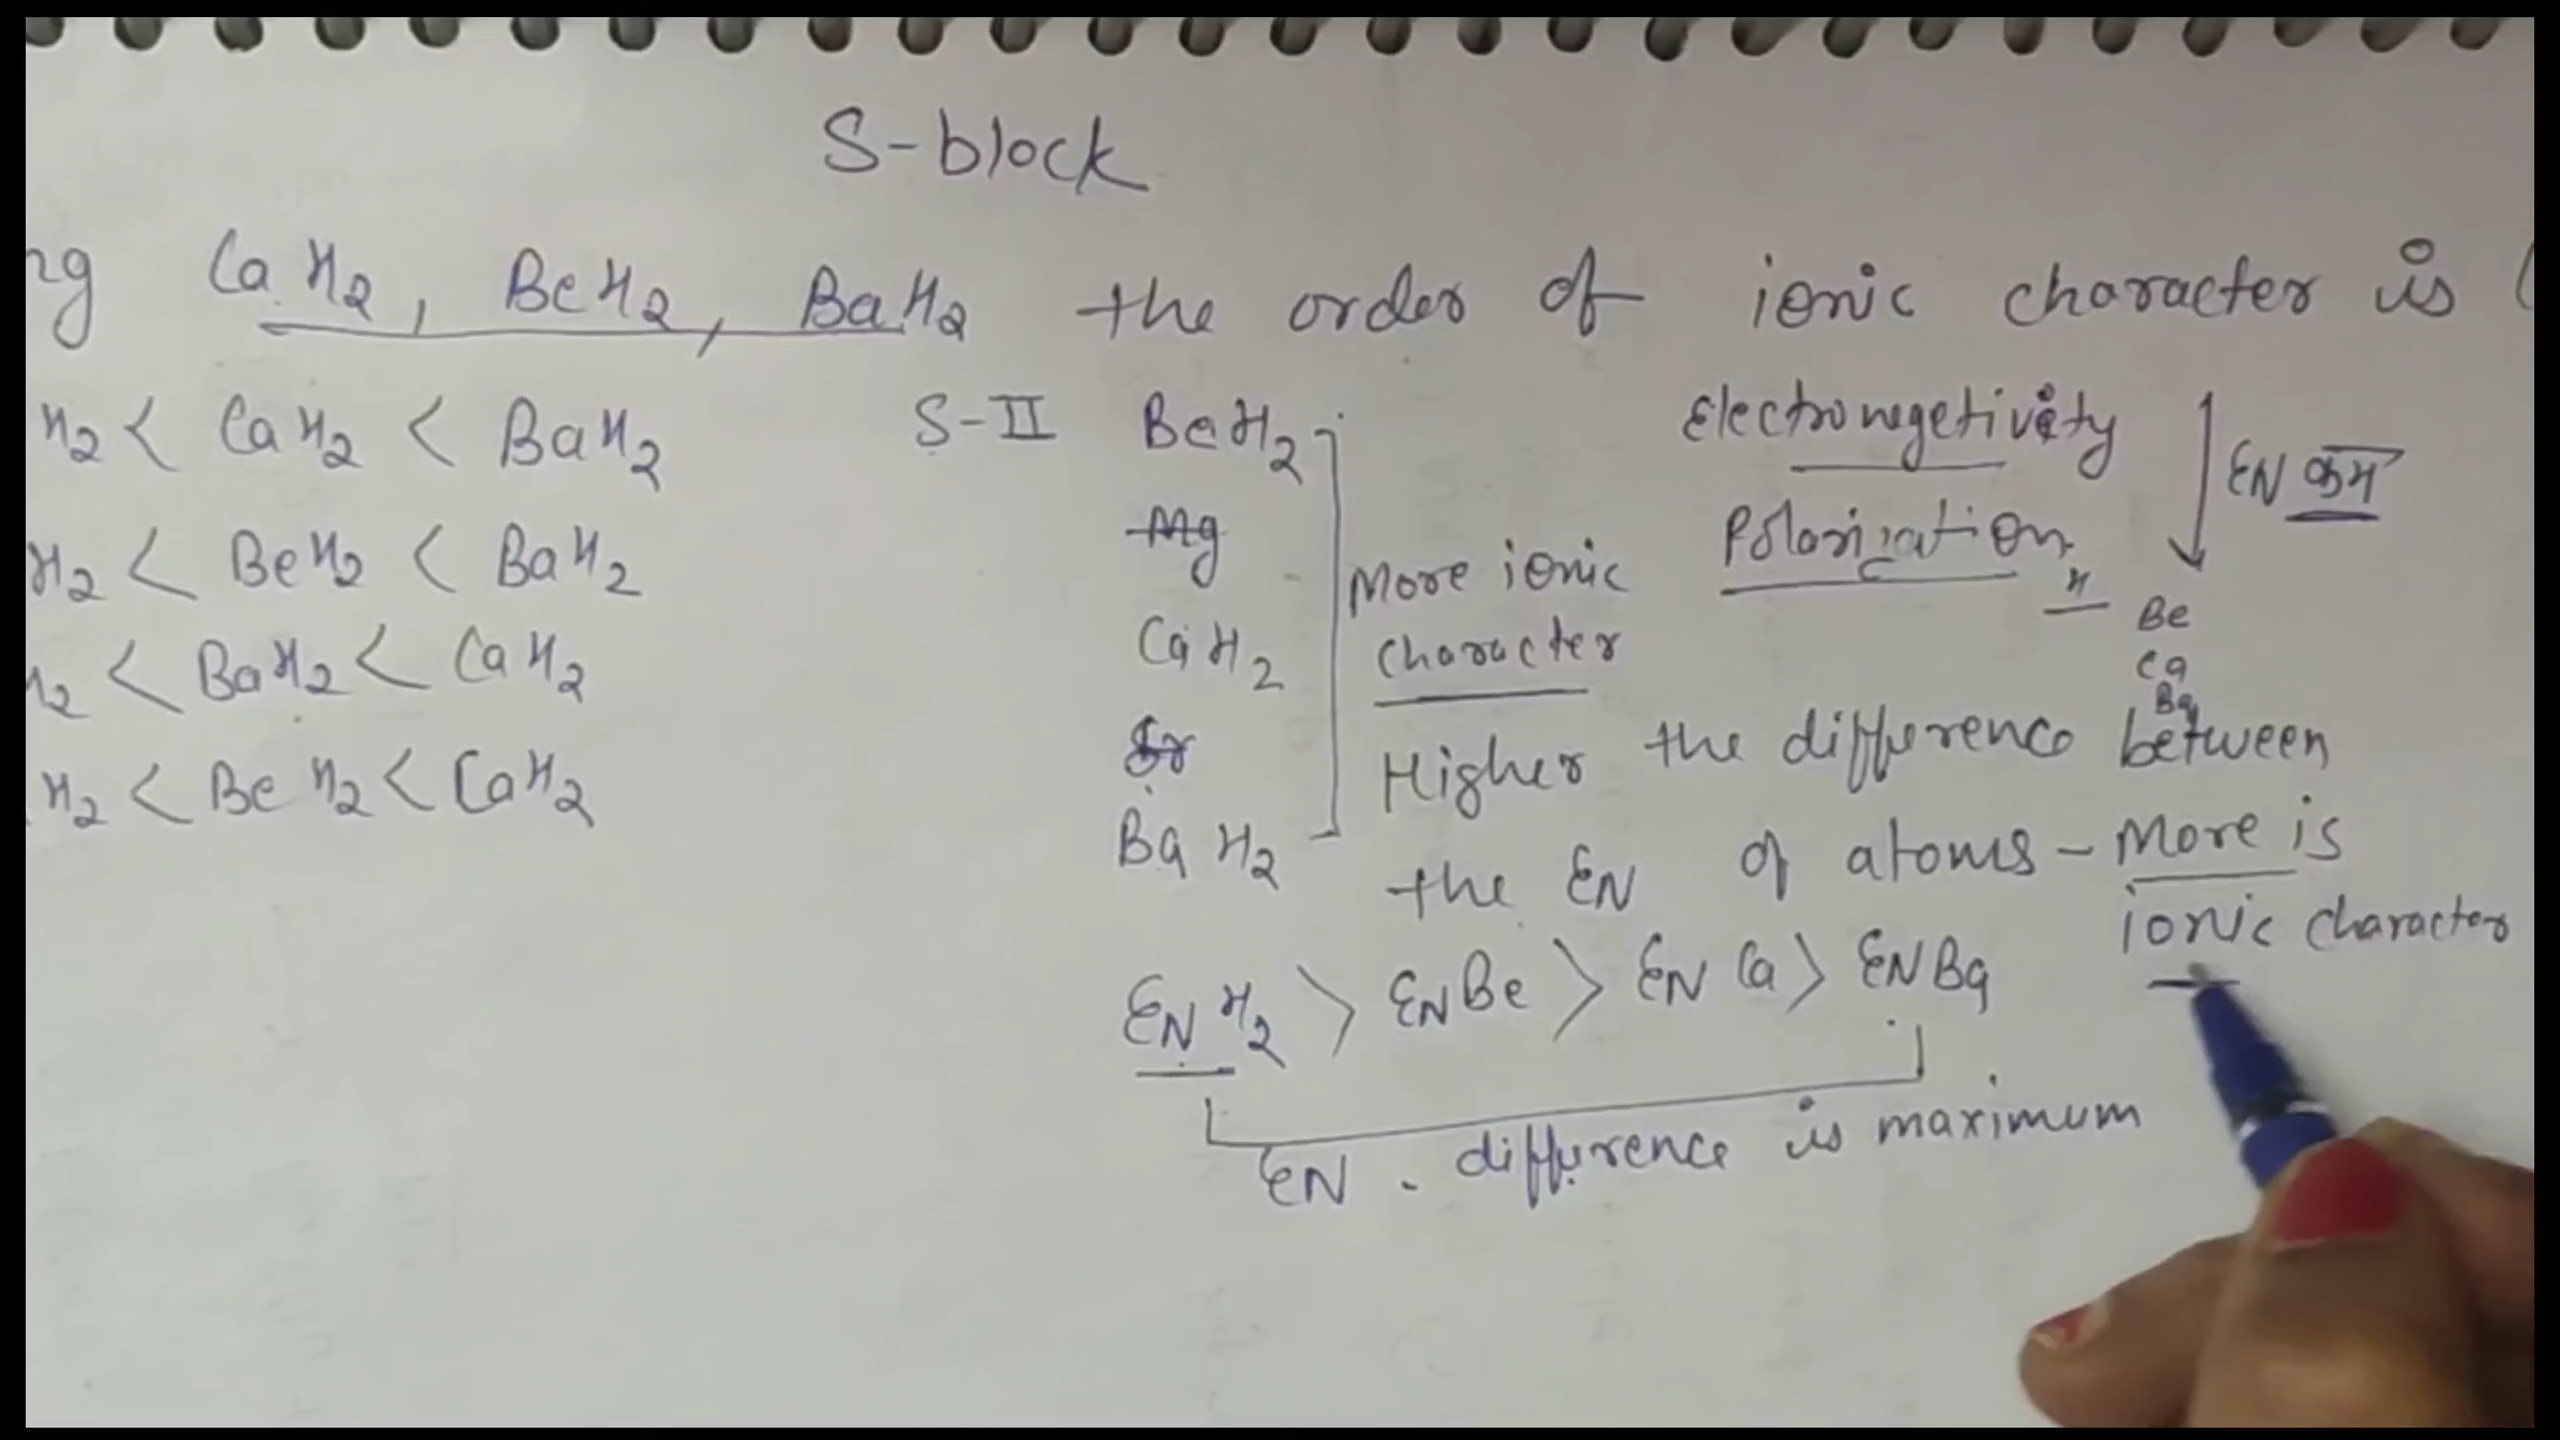 S-block
ng CaH2, BeH2, BaH2 the order of ionic character is (
H2 < CaH2 < BaH2
H2 < BeH2 < BaH2
H2 < BaH2 < CaH2
H2 < BeH2 < CaH2
S-II BeH2
Mg
CaH2
Sr
BaH2
More ionic
character
Electronegetivity
Polarization
EN कम
H
Be
Ca
Ba
Higher the difference between
the EN of atoms - More is
ionic character
EN H2 > EN Be > EN Ca > EN Ba
EN. difference is maximum